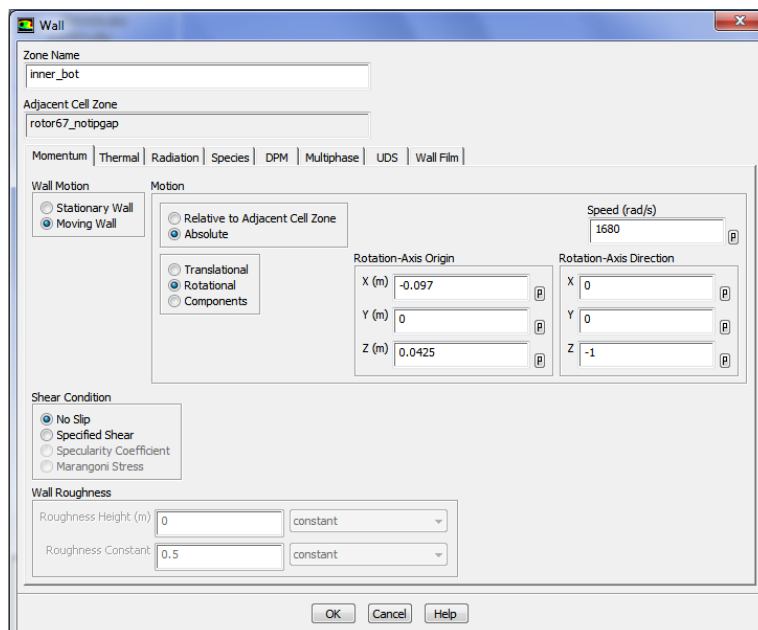 Wall
Zone Name
inner_bot
Adjacent Cell Zone
rotor67_notipgap
Momentum Thermal Radiation Species DPM Multiphase UDS Wall Film
Wall Motion
Stationary Wall
Moving Wall
Motion
Relative to Adjacent Cell Zone
Absolute
Speed (rad/s)
1680 P
Translational
Rotational
Components
Rotation-Axis Origin
X (m) -0.097 P
Y (m) 0 P
Z (m) 0.0425 P
Rotation-Axis Direction
X 0 P
Y 0 P
Z -1 P
Shear Condition
No Slip
Specified Shear
Specularity Coefficient
Marangoni Stress
Wall Roughness
Roughness Height (m) 0 constant
Roughness Constant 0.5 constant
OK Cancel Help